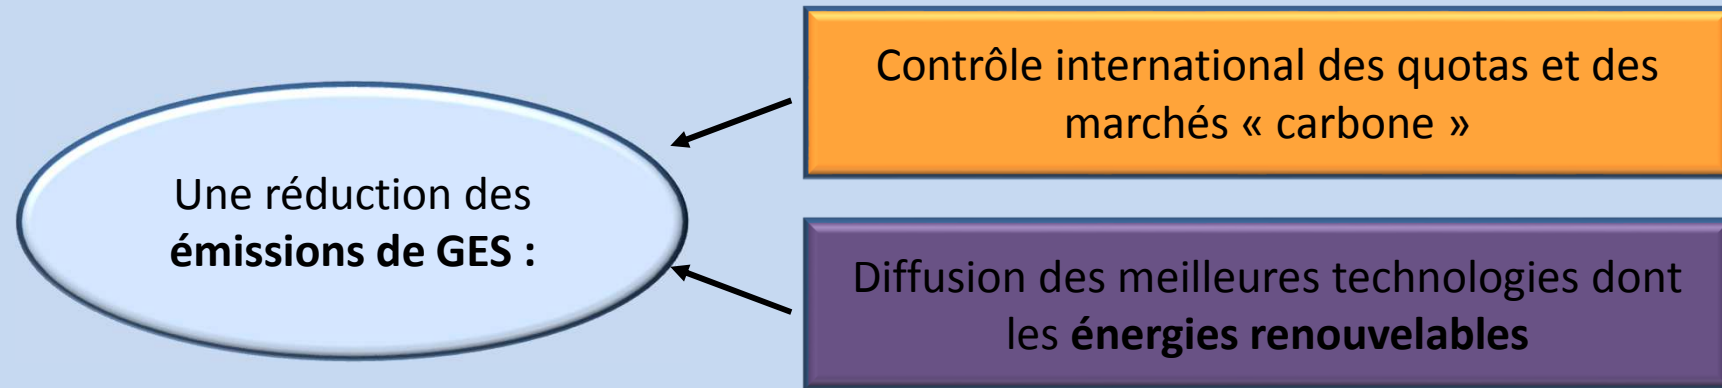 Contrôle international des quotas et des
marchés « carbone »
Une réduction des
émissions de GES :
Diffusion des meilleures technologies dont
les énergies renouvelables